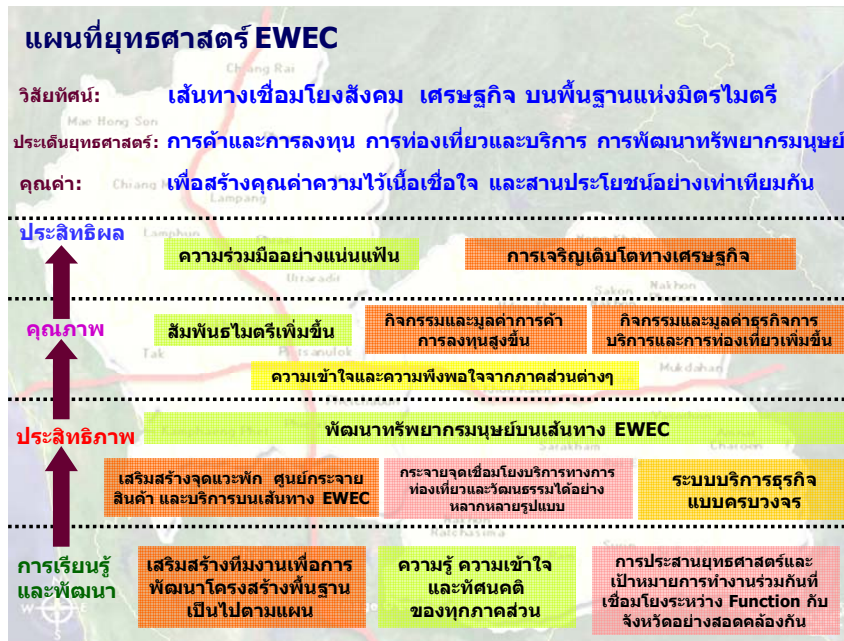 แผนที่ยุทธศาสตร์ EWEC
Chiang Rai
วิสัยทัศน์: เส้นทางเชื่อมโยงสังคม เศรษฐกิจ บนพื้นฐานแห่งมิตรไมตรี
Mae Hong Son
ประเด็นยุทธศาสตร์: การค้าและการลงทุน การท่องเที่ยวและบริการ การพัฒนาทรัพยากรมนุษย์
คุณค่า: เพื่อสร้างคุณค่าความไว้เนื้อเชื่อใจ และสานประโยชน์อย่างเท่าเทียมกัน
Lampang
ประสิทธิผล
Lamphun
ความร่วมมืออย่างแน่นแฟ้น
การเจริญเติบโตทางเศรษฐกิจ
Uttaradit
Sakon
Nakhon
คุณภาพ
สัมพันธไมตรีเพิ่มขึ้น
กิจกรรมและมูลค่าการค้า
การลงทุนสูงขึ้น
กิจกรรมและมูลค่าธุรกิจการ
บริการและการท่องเที่ยวเพิ่มขึ้น
Tak
Phitsanulok
Mukdahan
ความเข้าใจและความพึงพอใจจากภาคส่วนต่างๆ
ประสิทธิภาพ
พัฒนาทรัพยากรมนุษย์บนเส้นทาง EWEC
Charoen
เสริมสร้างจุดแวะพัก ศูนย์กระจาย
สินค้า และบริการบนเส้นทาง EWEC
กระจายจุดเชื่อมโยงบริการทางการ
ท่องเที่ยวและวัฒนธรรมได้อย่าง
หลากหลายรูปแบบ
ระบบบริการธุรกิจ
แบบครบวงจร
การเรียนรู้
และพัฒนา
เสริมสร้างทีมงานเพื่อการ
พัฒนาโครงสร้างพื้นฐาน
เป็นไปตามแผน
ความรู้ ความเข้าใจ
และทัศนคติ
ของทุกภาคส่วน
การประสานยุทธศาสตร์และ
เป้าหมายการทำงานร่วมกันที่
เชื่อมโยงระหว่าง Function กับ
จังหวัดอย่างสอดคล้องกัน
W
E
S